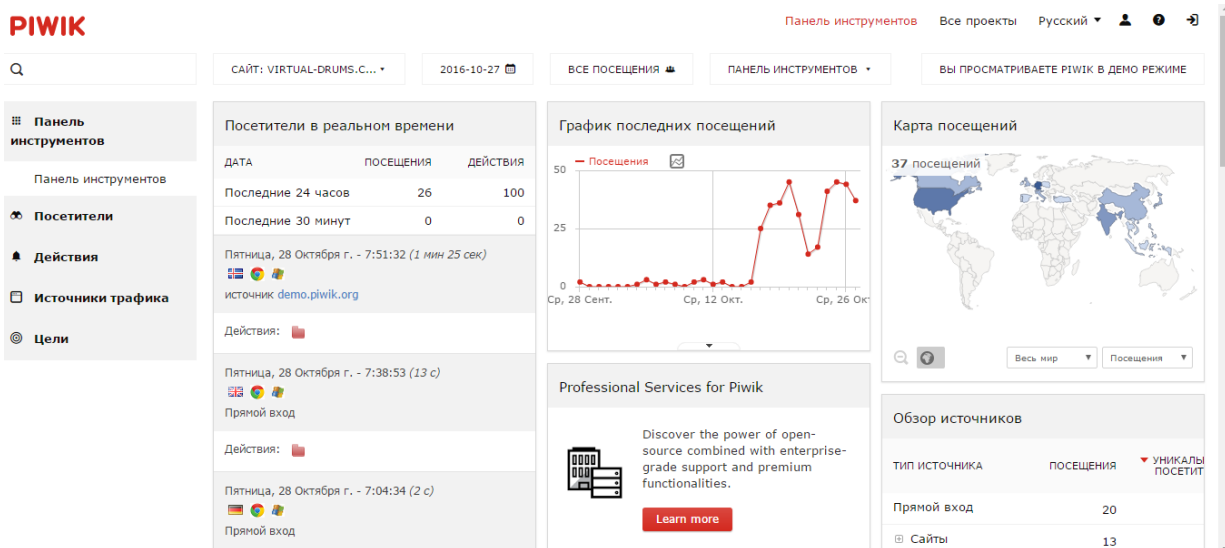 PIWIK
Панель инструментов Все проекты Русский
САЙТ: VIRTUAL-DRUMS.C... 2016-10-27 ВСЕ ПОСЕЩЕНИЯ ПАНЕЛЬ ИНСТРУМЕНТОВ ВЫ ПРОСМАТРИВАЕТЕ PIWIK В ДЕМО РЕЖИМЕ
Панель
инструментов
Панель инструментов
Посетители
Действия
Источники трафика
Цели
Посетители в реальном времени
ДАТА ПОСЕЩЕНИЯ ДЕЙСТВИЯ
Последние 24 часов 26 100
Последние 30 минут 0 0
Пятница, 28 Октября г. - 7:51:32 (1 мин 25 сек)
источник demo.piwik.org
Действия:
Пятница, 28 Октября г. - 7:38:53 (13 с)
Прямой вход
Действия:
Пятница, 28 Октября г. - 7:04:34 (2 с)
Прямой вход
График последних посещений
Посещения
50
25
0
Ср, 28 Сент. Ср, 12 Окт. Ср, 26 Окт
Professional Services for Piwik
Discover the power of open-
source combined with enterprise-
grade support and premium
functionalities.
Learn more
Карта посещений
37 посещений
Весь мир Посещения
Обзор источников
ТИП ИСТОЧНИКА ПОСЕЩЕНИЯ УНИКАЛЬ
ПОСЕТИТ
Прямой вход 20
Сайты 13